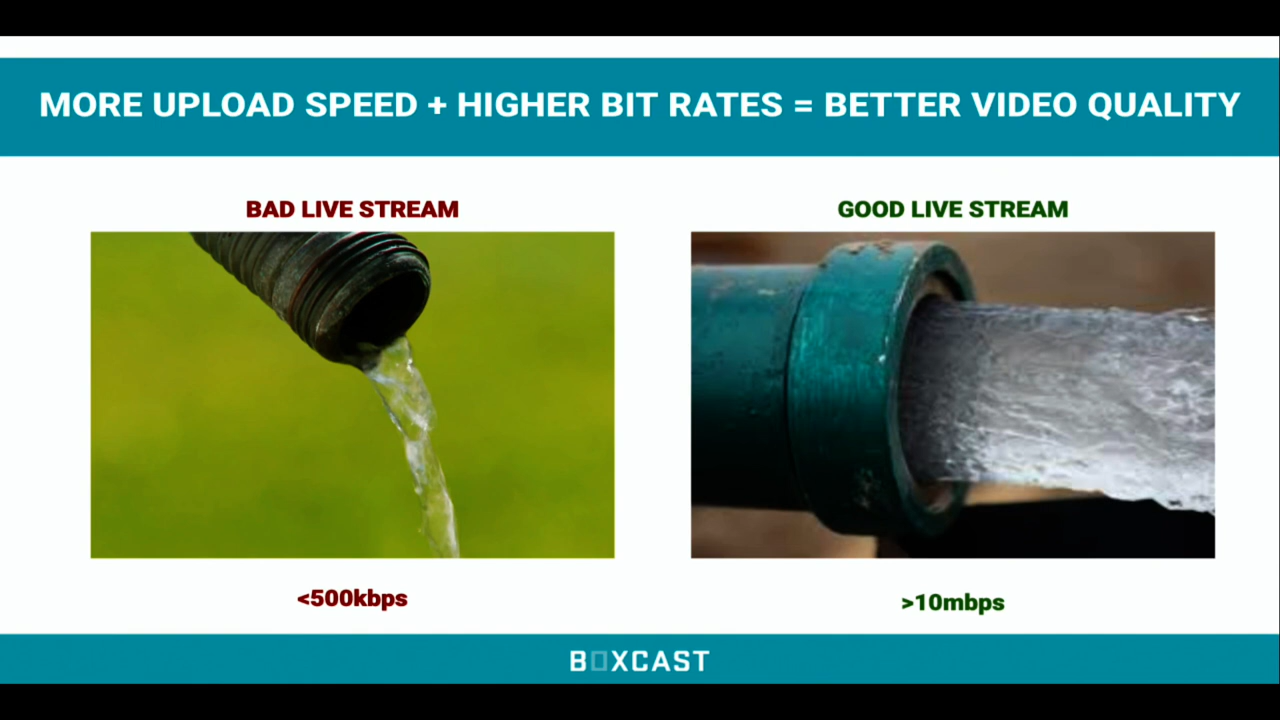 MORE UPLOAD SPEED + HIGHER BIT RATES = BETTER VIDEO QUALITY
BAD LIVE STREAM
GOOD LIVE STREAM
<500kbps
>10mbps
BOXCAST